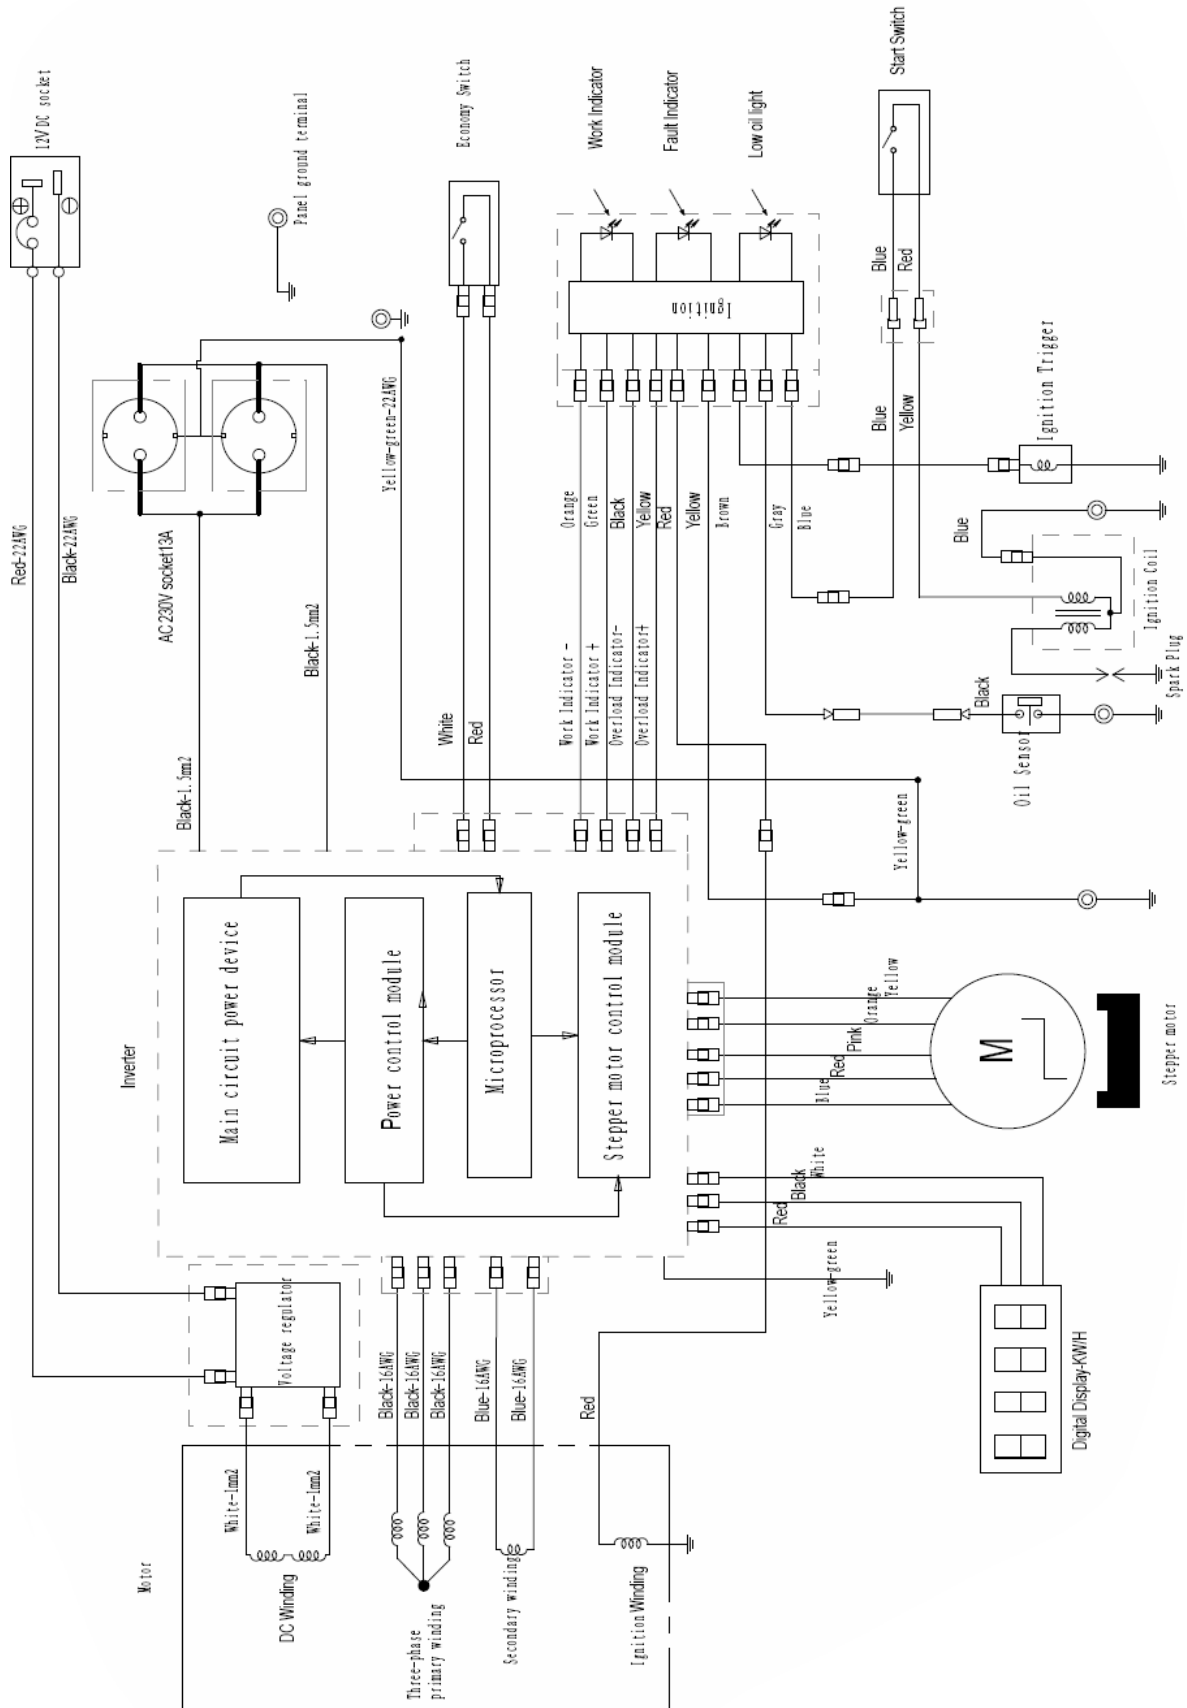 Red-22AWG
12V DC socket
Black-22AWG
Motor
Inverter
AC 230V socket13A
Black-1.5mm2
White-1mm2
Main circuit power device
DC Winding
Voltage regulator
White-1mm2
Black-1.5mm2
Panel ground terminal
Black-16AWG
Power control module
Yellow-green-22AWG
Three-phase
primary winding
Black-16AWG
Black-16AWG
White
Economy Switch
Red
Blue-16AWG
Microprocessor
Secondary winding
Blue-16AWG
Work Indicator -
Orange
Work Indicator +
Green
Work Indicator
Red
Stepper motor control module
Overload Indicator-
Black
Overload Indicator+
Yellow
Red
Fault Indicator
Ignition Winding
Yellow
Brown
Ignition
Low oil light
Red
Black
White
Gray
Blue
Blue
Red
Pink
Orange
Yellow
Yellow-green
Yellow-green
Blue
Yellow
Blue
Red
Start Switch
M
Blue
Black
Oil Sensor
Ignition Trigger
Digital Display-KW/H
Ignition Coil
Stepper motor
Spark Plug